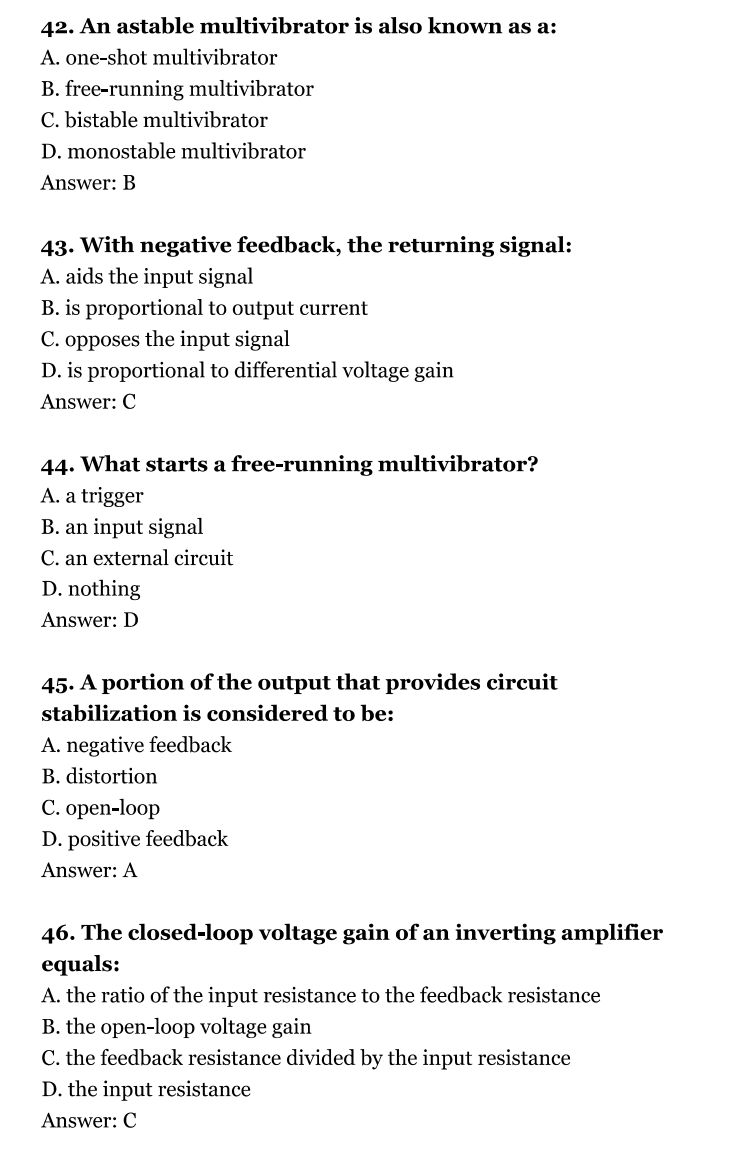 42. An astable multivibrator is also known as a:
A. one-shot multivibrator
B. free-running multivibrator
C. bistable multivibrator
D. monostable multivibrator
Answer: B
43. With negative feedback, the returning signal:
A. aids the input signal
B. is proportional to output current
C. opposes the input signal
D. is proportional to differential voltage gain
Answer: C
44. What starts a free-running multivibrator?
A. a trigger
B. an input signal
C. an external circuit
D. nothing
Answer: D
45. A portion of the output that provides circuit
stabilization is considered to be:
A. negative feedback
B. distortion
C. open-loop
D. positive feedback
Answer: A
46. The closed-loop voltage gain of an inverting amplifier
equals:
A. the ratio of the input resistance to the feedback resistance
B. the open-loop voltage gain
C. the feedback resistance divided by the input resistance
D. the input resistance
Answer: C